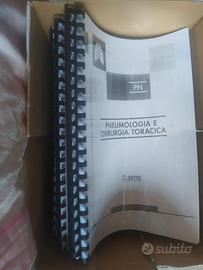 PN
PNEUMOLOGIA E
CHIRURGIA TORACICA
subito